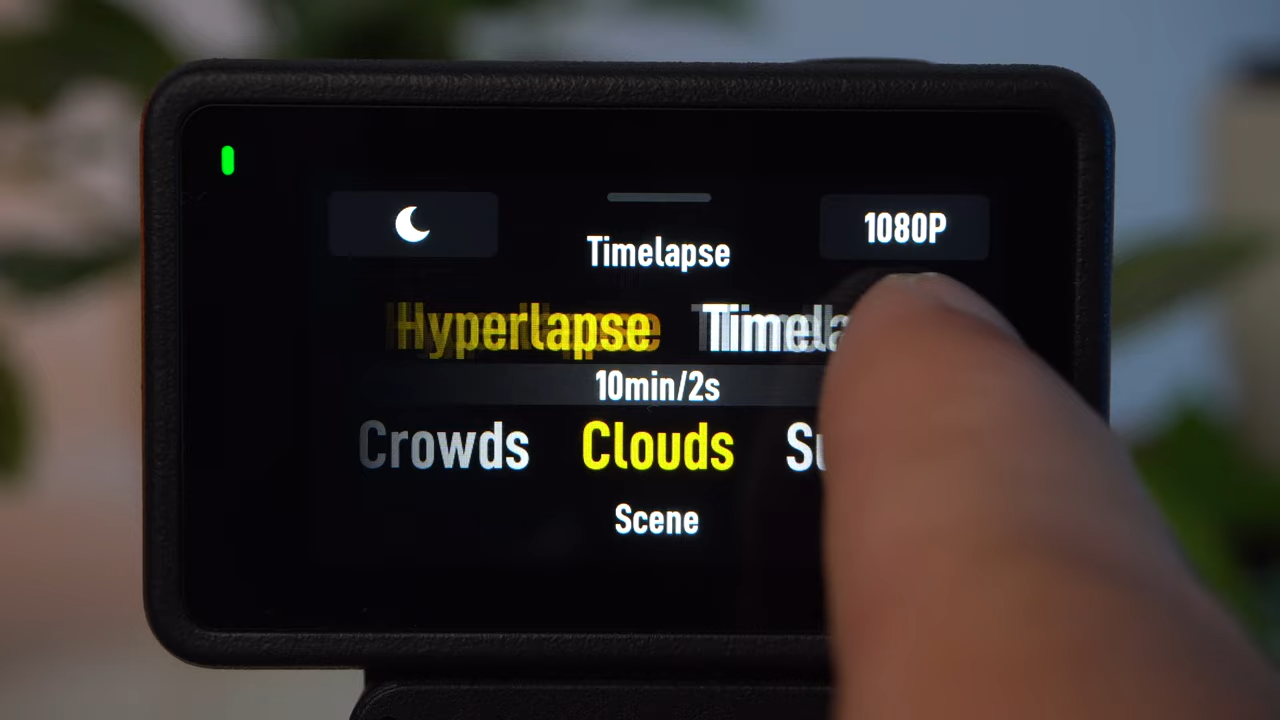 1080P
Timelapse
Hyperlapse
10min/2s
Crowds Clouds
Scene